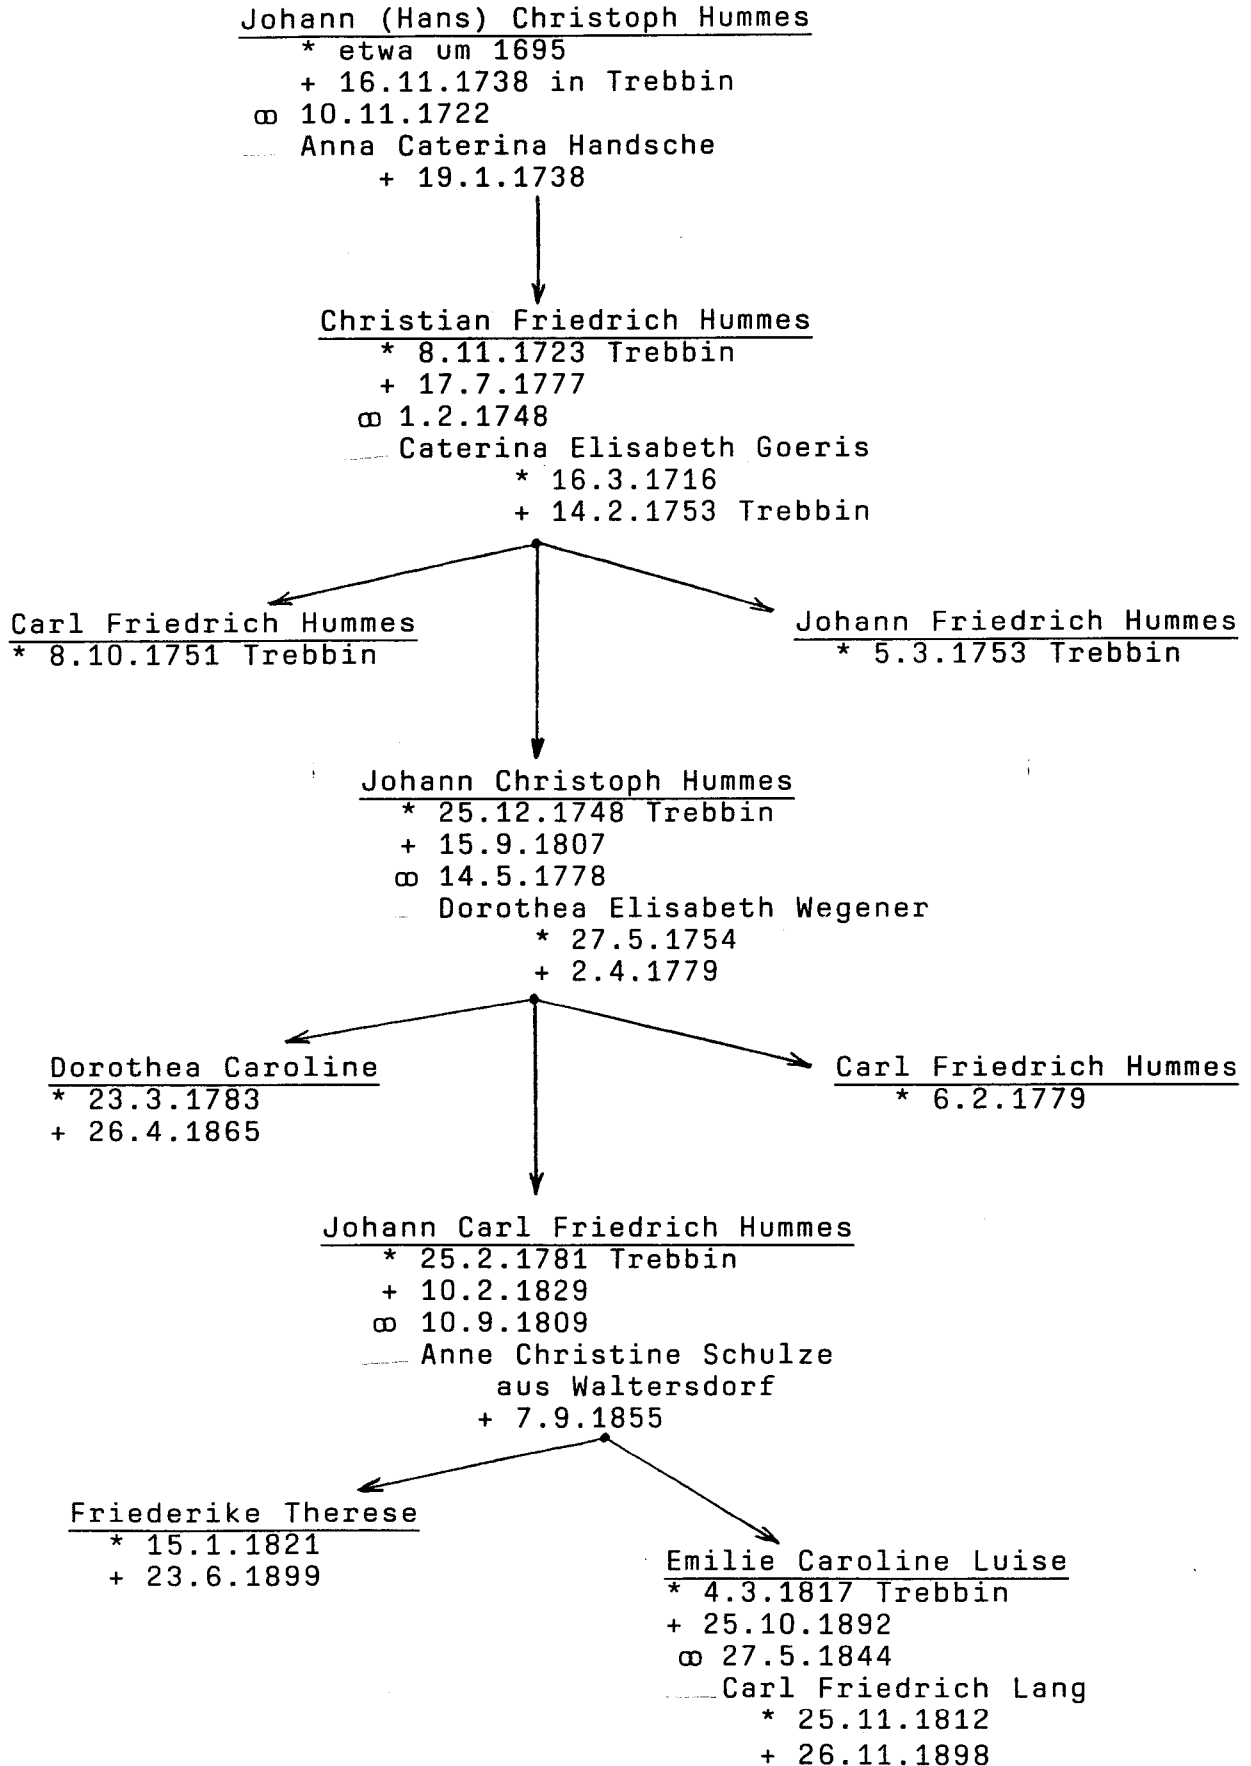 Johann (Hans) Christoph Hummes
* etwa um 1695
+ 16.11.1738 in Trebbin
ꝏ 10.11.1722
Anna Caterina Handsche
+ 19.1.1738
Christian Friedrich Hummes
* 8.11.1723 Trebbin
+ 17.7.1777
ꝏ 1.2.1748
Caterina Elisabeth Goeris
* 16.3.1716
+ 14.2.1753 Trebbin
Carl Friedrich Hummes
* 8.10.1751 Trebbin
Johann Friedrich Hummes
* 5.3.1753 Trebbin
Johann Christoph Hummes
* 25.12.1748 Trebbin
+ 15.9.1807
ꝏ 14.5.1778
Dorothea Elisabeth Wegener
* 27.5.1754
+ 2.4.1779
Dorothea Caroline
* 23.3.1783
+ 26.4.1865
Carl Friedrich Hummes
* 6.2.1779
Johann Carl Friedrich Hummes
* 25.2.1781 Trebbin
+ 10.2.1829
ꝏ 10.9.1809
Anne Christine Schulze
aus Waltersdorf
+ 7.9.1855
Friederike Therese
* 15.1.1821
+ 23.6.1899
Emilie Caroline Luise
* 4.3.1817 Trebbin
+ 25.10.1892
ꝏ 27.5.1844
Carl Friedrich Lang
* 25.11.1812
+ 26.11.1898